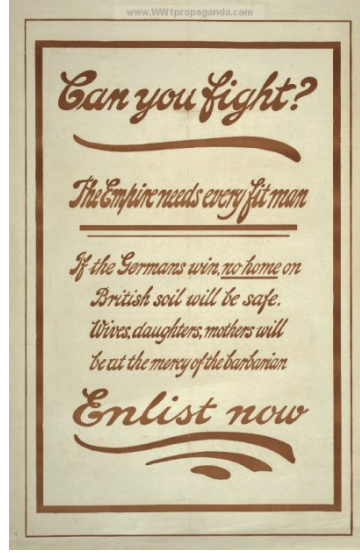 www.WW1propaganda.com
Can you fight?
The Empire needs every fit man
If the Germans win, no home on
British soil will be safe.
Wives, daughters, mothers will
be at the mercy of the barbarian
Enlist now